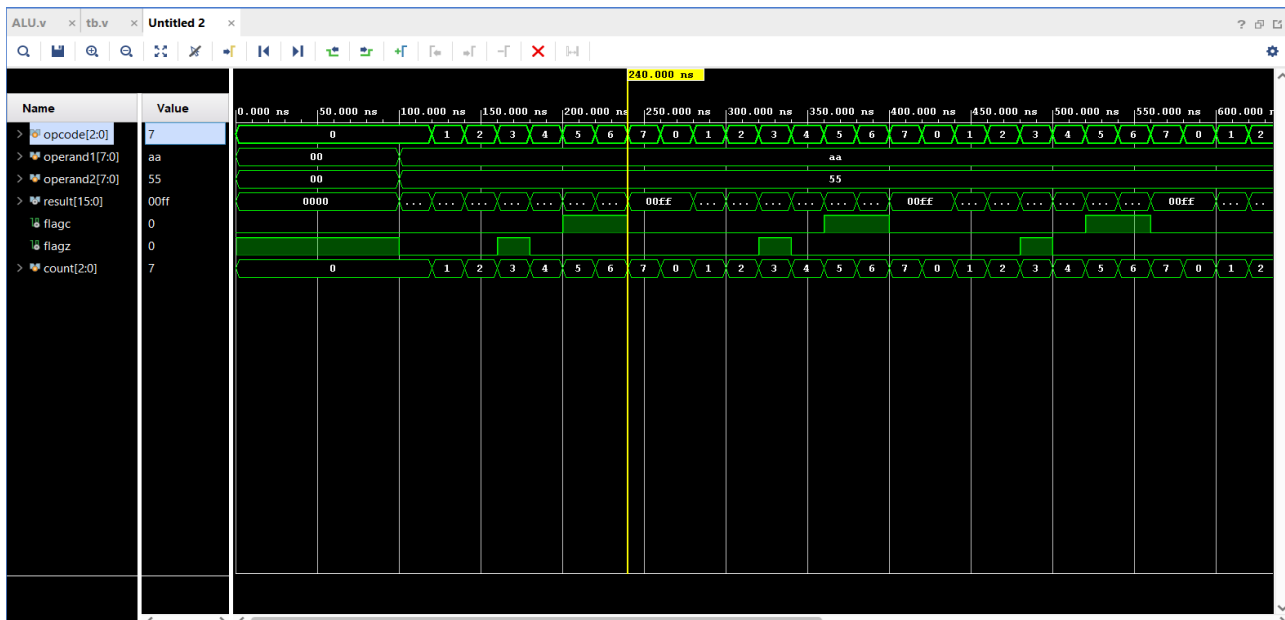 ALU.v × tb.v × Untitled 2 × ?
240.000 ns
Name Value 0.000 ns 50.000 ns 100.000 ns 150.000 ns 200.000 ns 250.000 ns 300.000 ns 350.000 ns 400.000 ns 450.000 ns 500.000 ns 550.000 ns 600.000 r
> opcode[2:0] 7 0 1 2 3 4 5 6 7 0 1 2 3 4 5 6 7 0 1 2 3 4 5 6 7 0 1 2
> operand1[7:0] aa 00 aa
> operand2[7:0] 55 00 55
> result[15:0] 00ff 0000 ... ... ... ... ... ... 00ff ... ... ... ... ... ... 00ff ... ... ... ... ... ... 00ff ... ..
flagc 0
flagz 0
> count[2:0] 7 0 1 2 3 4 5 6 7 0 1 2 3 4 5 6 7 0 1 2 3 4 5 6 7 0 1 2